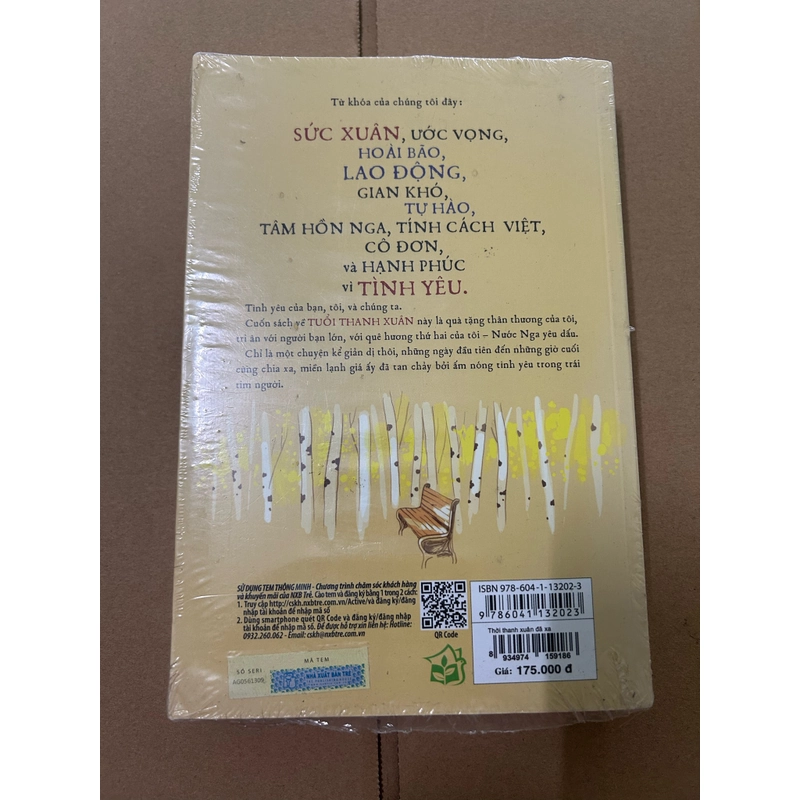 Từ khóa của chúng tôi đây:
SỨC XUÂN, ƯỚC VỌNG,
HOÀI BÃO,
LAO ĐỘNG,
GIAN KHÓ,
TỰ HÀO,
TÂM HỒN NGA, TÍNH CÁCH VIỆT,
CÔ ĐƠN,
và HẠNH PHÚC
vì TÌNH YÊU.
Tình yêu của bạn, tôi, và chúng ta.
Cuốn sách về TUỔI THANH XUÂN này là quà tặng thân thương của tôi,
tri ân với người bạn lớn, với quê hương thứ hai của tôi – Nước Nga yêu dấu.
Chỉ là một chuyện kể giản dị thôi, những ngày đầu tiên đến những giờ cuối
cùng chia xa, miền lạnh giá ấy đã tan chảy bởi ấm nóng tình yêu trong trái
tim người.
SỬ DỤNG TEM THÔNG MINH - Chương trình chăm sóc khách hàng
và khuyến mãi của NXB Trẻ. Cào tem và đăng ký bằng 1 trong 2 cách:
1. Truy cập http://cskh.nxbtre.com.vn/Active/và đăng ký/đăng
nhập tài khoản để nhập mã số
2. Dùng smartphone quét QR Code và đăng ký/đăng
nhập tài khoản để nhập mã số. Để được hỗ trợ xin liên hệ: Hotline:
0932.260.062 - Email: cskh@nxbtre.com.vn
QR Code
MÃ TEM
SỐ SERI
NHÀ XUẤT BẢN TRẺ
ISBN 978-604-1-13202-3
9 786041 132023
Thời thanh xuân đã xa
8 934974 159186
Giá: 175.000 đ